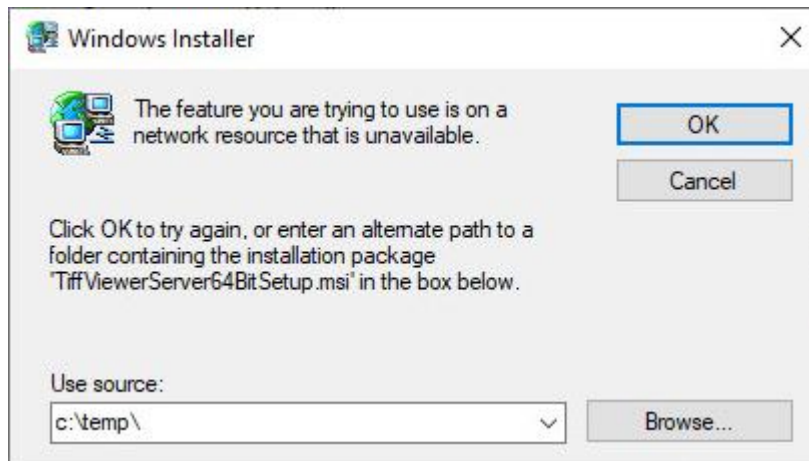 Windows Installer
The feature you are trying to use is on a
network resource that is unavailable.
OK
Cancel
Click OK to try again, or enter an alternate path to a
folder containing the installation package
'TiffViewerServer64BitSetup.msi' in the box below.
Use source:
c:\temp\
Browse...